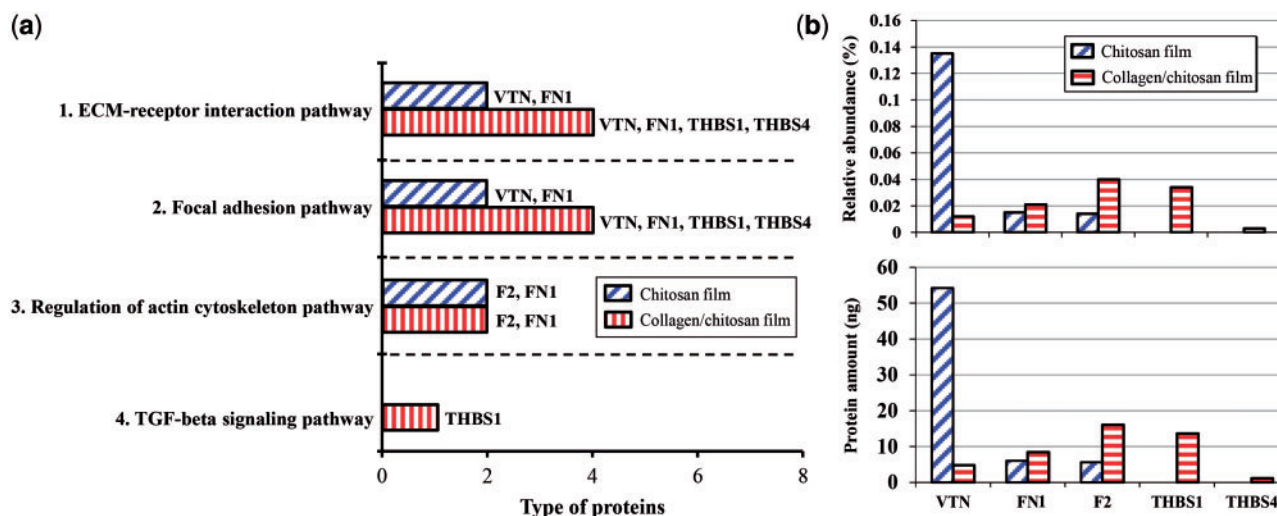 (a)
1. ECM-receptor interaction pathway
VTN, FN1
VTN, FN1, THBS1, THBS4
2. Focal adhesion pathway
VTN, FN1
VTN, FN1, THBS1, THBS4
3. Regulation of actin cytoskeleton pathway
F2, FN1
F2, FN1
Chitosan film
Collagen/chitosan film
4. TGF-beta signaling pathway
THBS1
0 2 4 6 8
Type of proteins
(b)
Relative abundance (%)
0.16
0.14
0.12
0.1
0.08
0.06
0.04
0.02
0
Chitosan film
Collagen/chitosan film
Protein amount (ng)
60
50
40
30
20
10
0
VTN FN1 F2 THBS1 THBS4